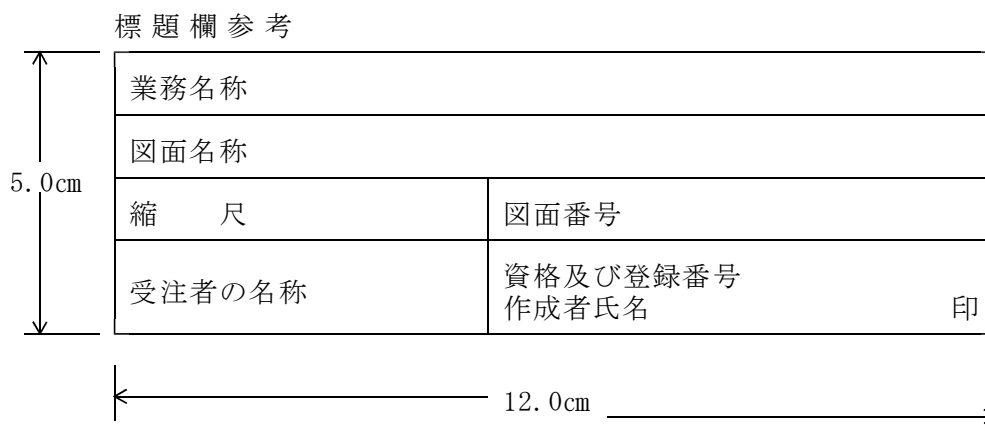 標題欄参考
業務名称
図面名称
5.0cm
縮　　尺
図面番号
受注者の名称
資格及び登録番号
作成者氏名　　　　　　　　　　印
12.0cm